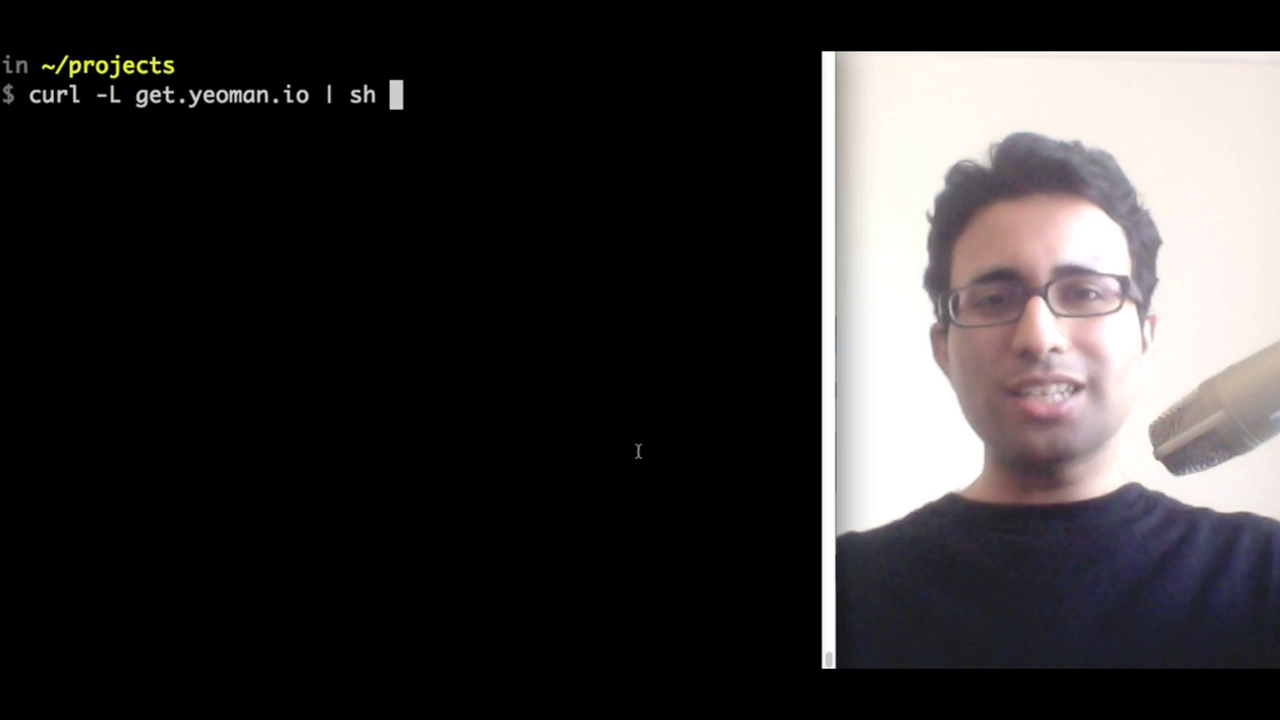 in ~/projects
$ curl -L get.yeoman.io | sh